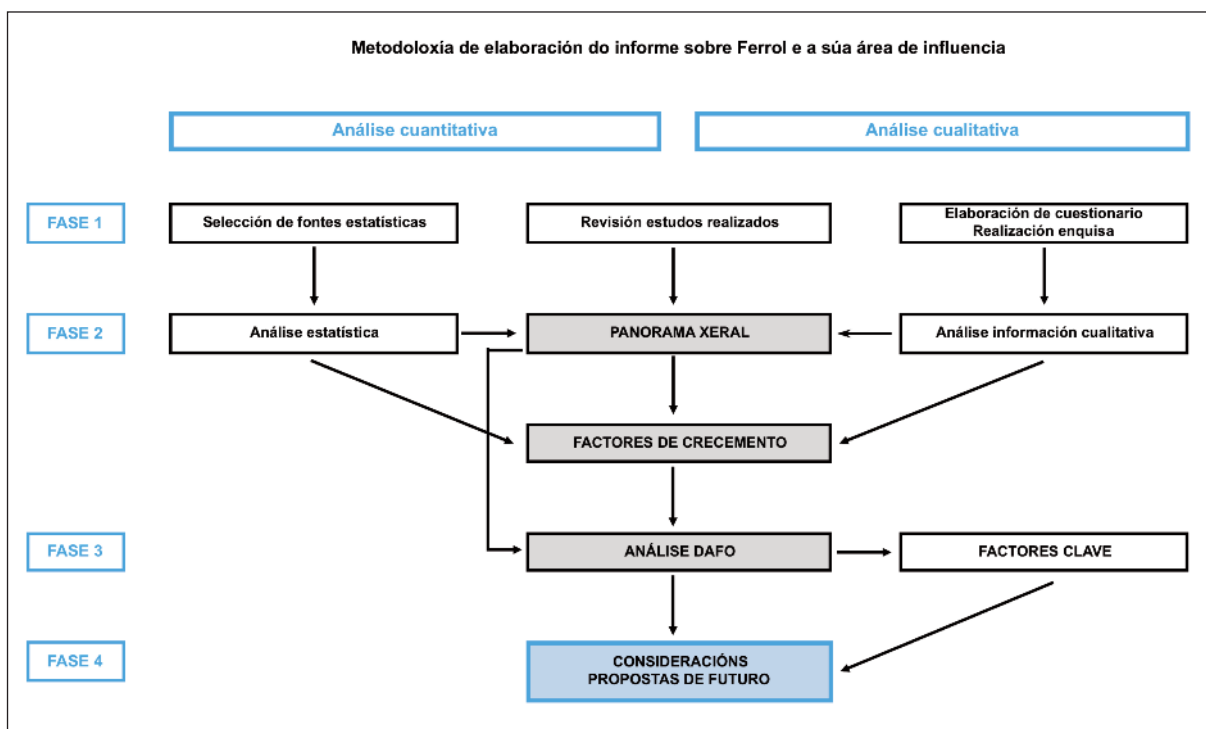 Metodoloxía de elaboración do informe sobre Ferrol e a súa área de influencia
Análise cuantitativa
Análise cualitativa
FASE 1
Selección de fontes estatísticas
Revisión estudos realizados
Elaboración de cuestionario
Realización enquisa
FASE 2
Análise estatística
PANORAMA XERAL
Análise información cualitativa
FACTORES DE CRECEMENTO
FASE 3
ANÁLISE DAFO
FACTORES CLAVE
FASE 4
CONSIDERACIÓNS
PROPOSTAS DE FUTURO